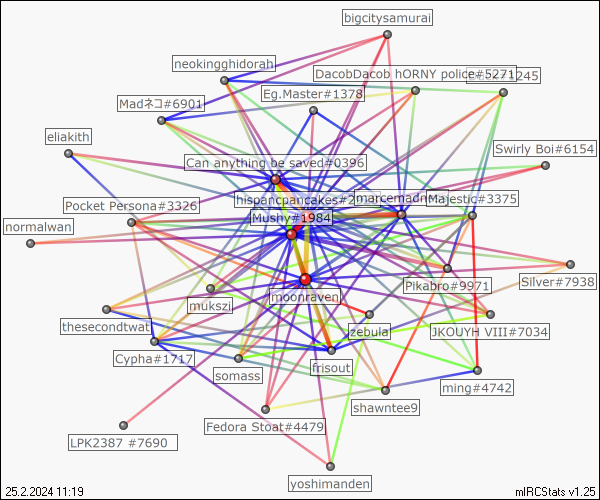 bigcitysamurai
neokingghidorah
DacobDacob hORNY police#5271
1245
Eg.Master#1378
Madネコ#6901
eliakith
Swirly Boi#6154
Can anything be saved#0396
hispancpancakes#2
marcemadn
Majestic#3375
Pocket Persona#3326
Mushy#1984
normalwan
Pikabro#9971
Silver#7938
moonraven
mukszi
thesecondtwat
zebula
KOUYH VIII#7034
Cypha#1717
frisout
somass
ming#4742
shawntee9
Fedora Stoat#4479
LPK2387 #7690
yoshimanden
25.2.2024 11:19
mIRCStats v1.25